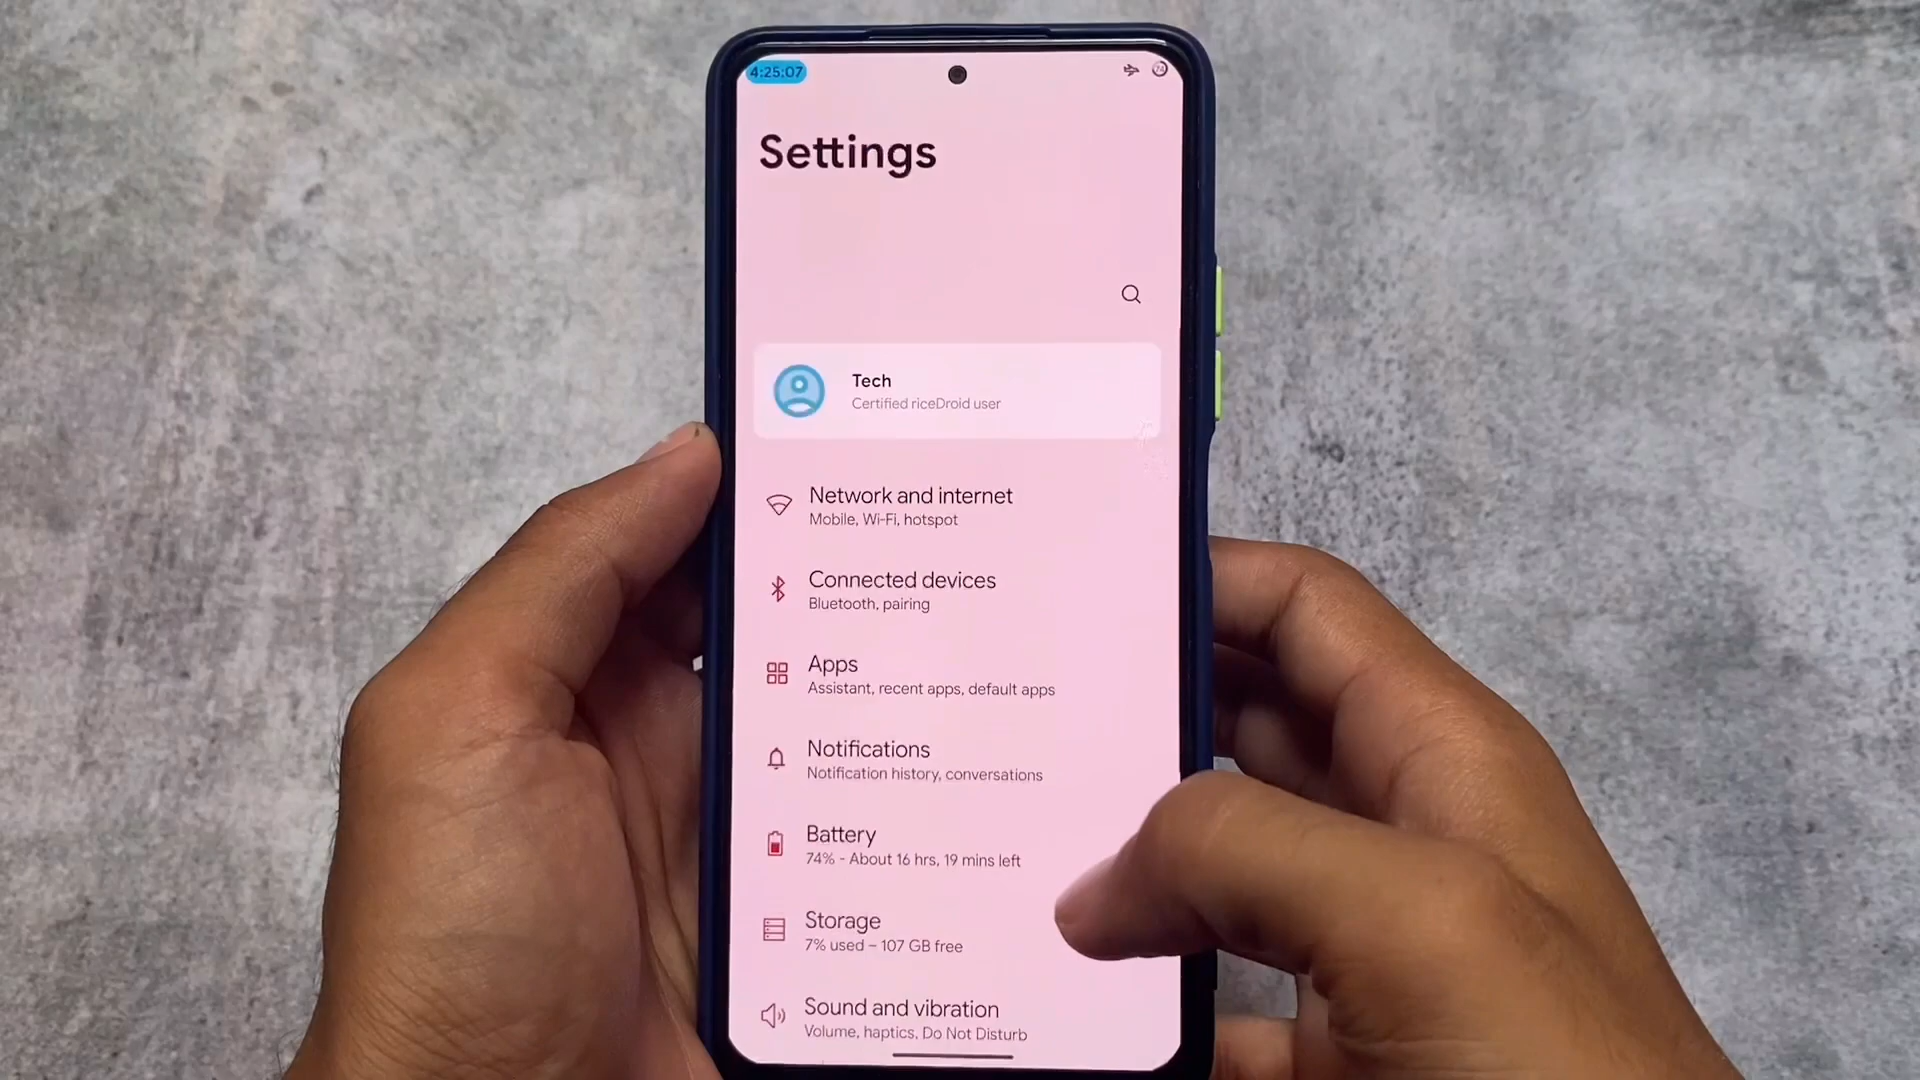 4:25:07
74
Settings
Tech
Certified riceDroid user
Network and internet
Mobile, Wi-Fi, hotspot
Connected devices
Bluetooth, pairing
Apps
Assistant, recent apps, default apps
Notifications
Notification history, conversations
Battery
74% - About 16 hrs, 19 mins left
Storage
7% used – 107 GB free
Sound and vibration
Volume, haptics, Do Not Disturb